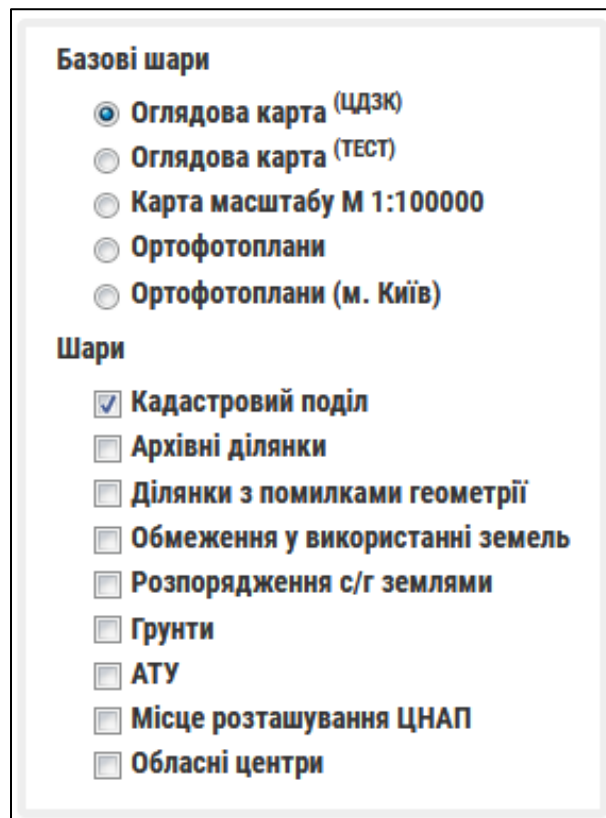 Базові шари
Оглядова карта (ЦДЗК)
Оглядова карта (ТЕСТ)
Карта масштабу М 1:100000
Ортофотоплани
Ортофотоплани (м. Київ)
Шари
Кадастровий поділ
Архівні ділянки
Ділянки з помилками геометрії
Обмеження у використанні земель
Розпорядження с/г землями
Грунти
АТУ
Місце розташування ЦНАП
Обласні центри